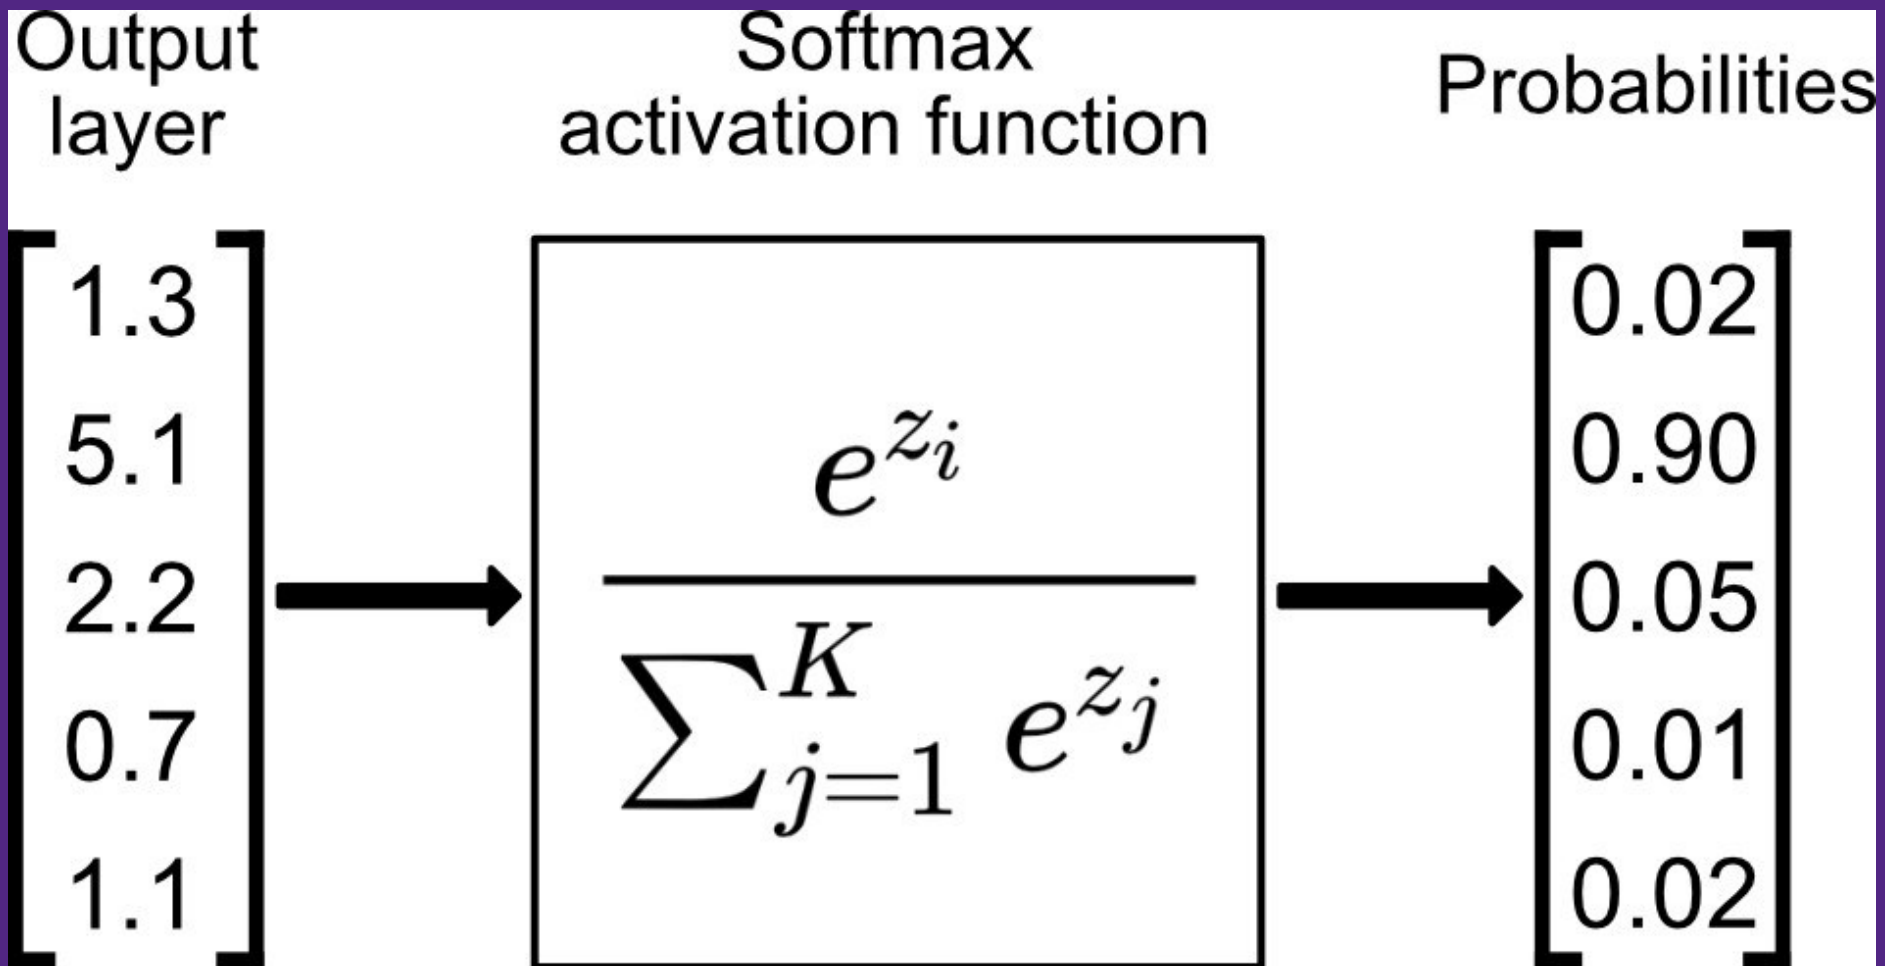 Output
layer
Softmax
activation function
Probabilities
1.3
5.1
2.2
0.7
1.1
e^{z_i}
∑_{j=1}^{K} e^{z_j}
0.02
0.90
0.05
0.01
0.02